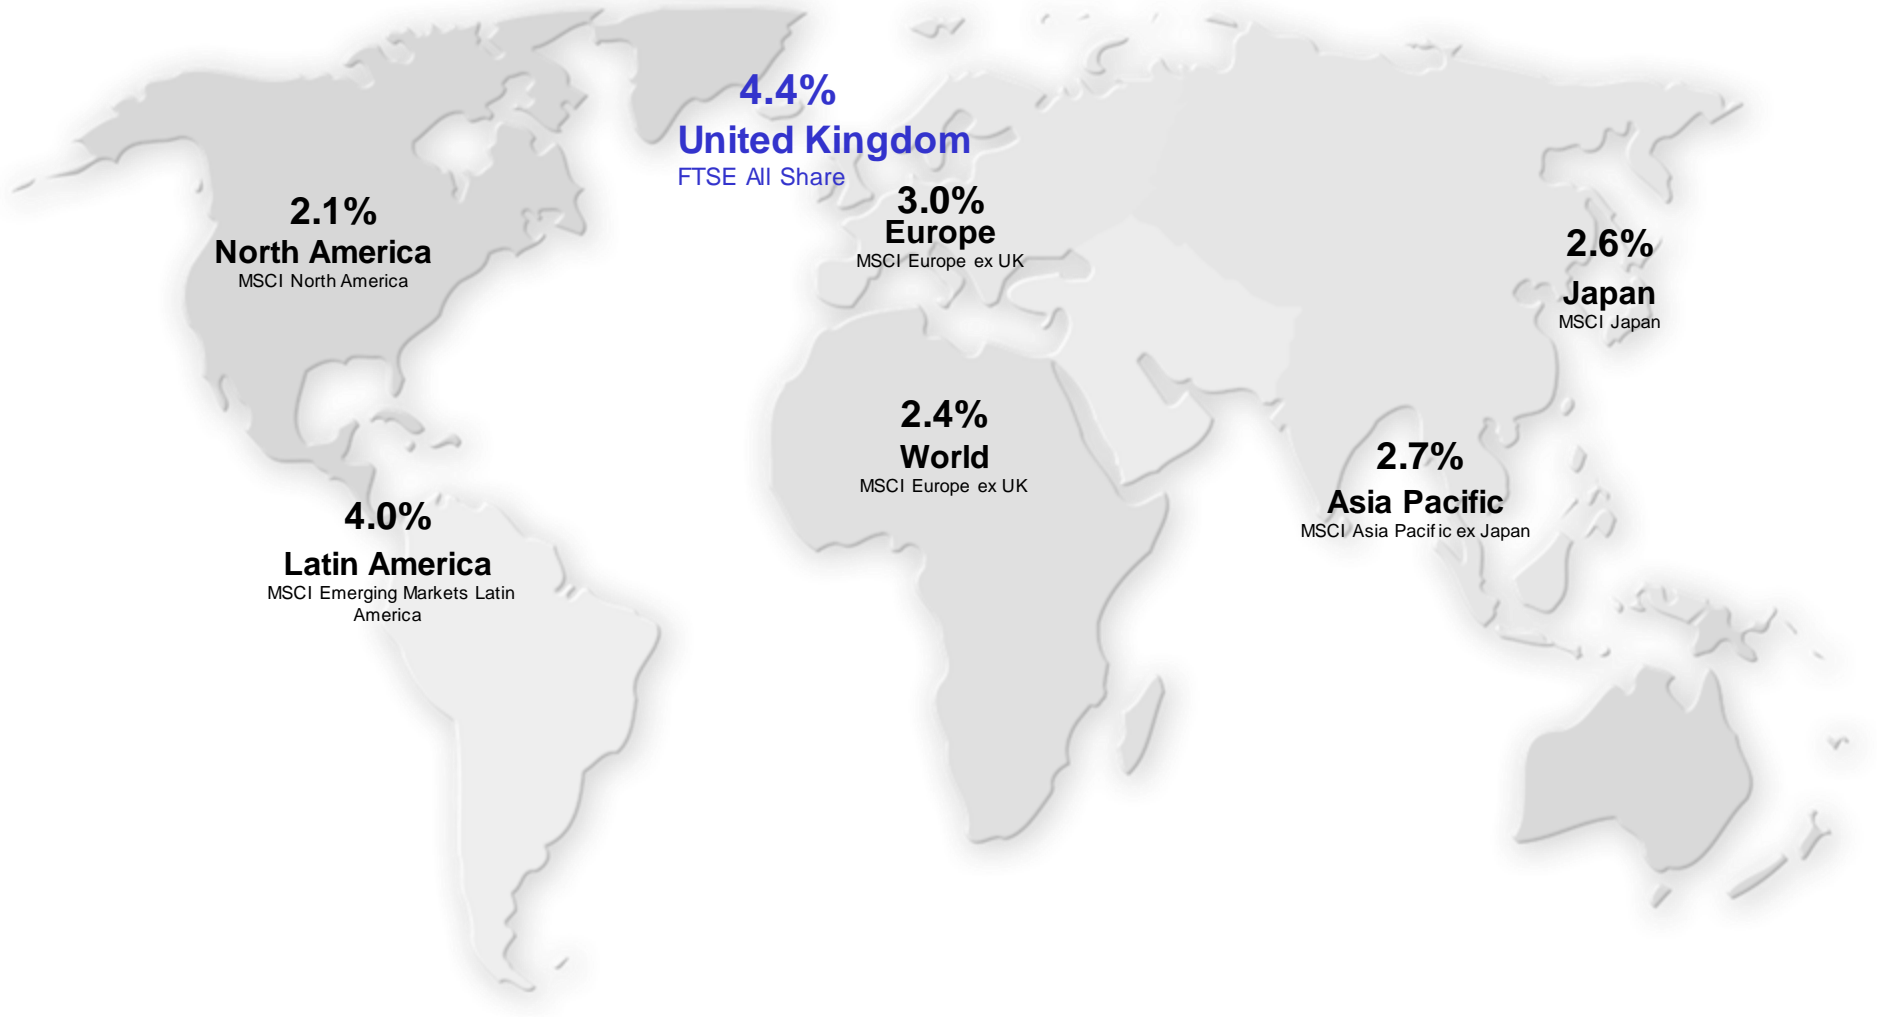 4.4%
United Kingdom
FTSE All Share
2.1%
North America
MSCI North America
3.0%
Europe
MSCI Europe ex UK
2.6%
Japan
MSCI Japan
2.4%
World
MSCI Europe ex UK
2.7%
Asia Pacific
MSCI Asia Pacific ex Japan
4.0%
Latin America
MSCI Emerging Markets Latin
America